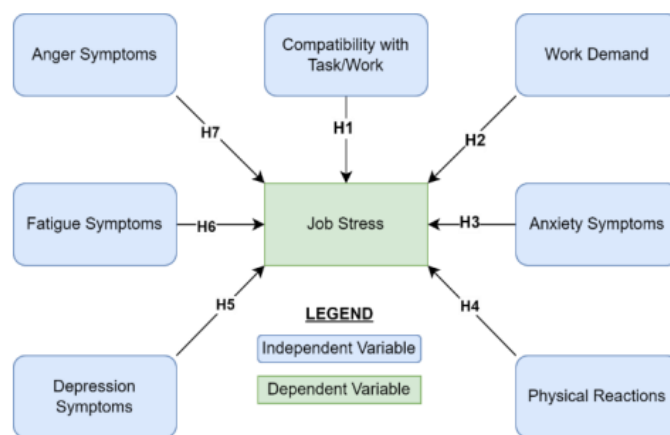 Anger Symptoms
Compatibility with
Task/Work
Work Demand
H7
H1
H2
Fatigue Symptoms
H6
Job Stress
H3
Anxiety Symptoms
H5
H4
LEGEND
Independent Variable
Dependent Variable
Depression
Symptoms
Physical Reactions